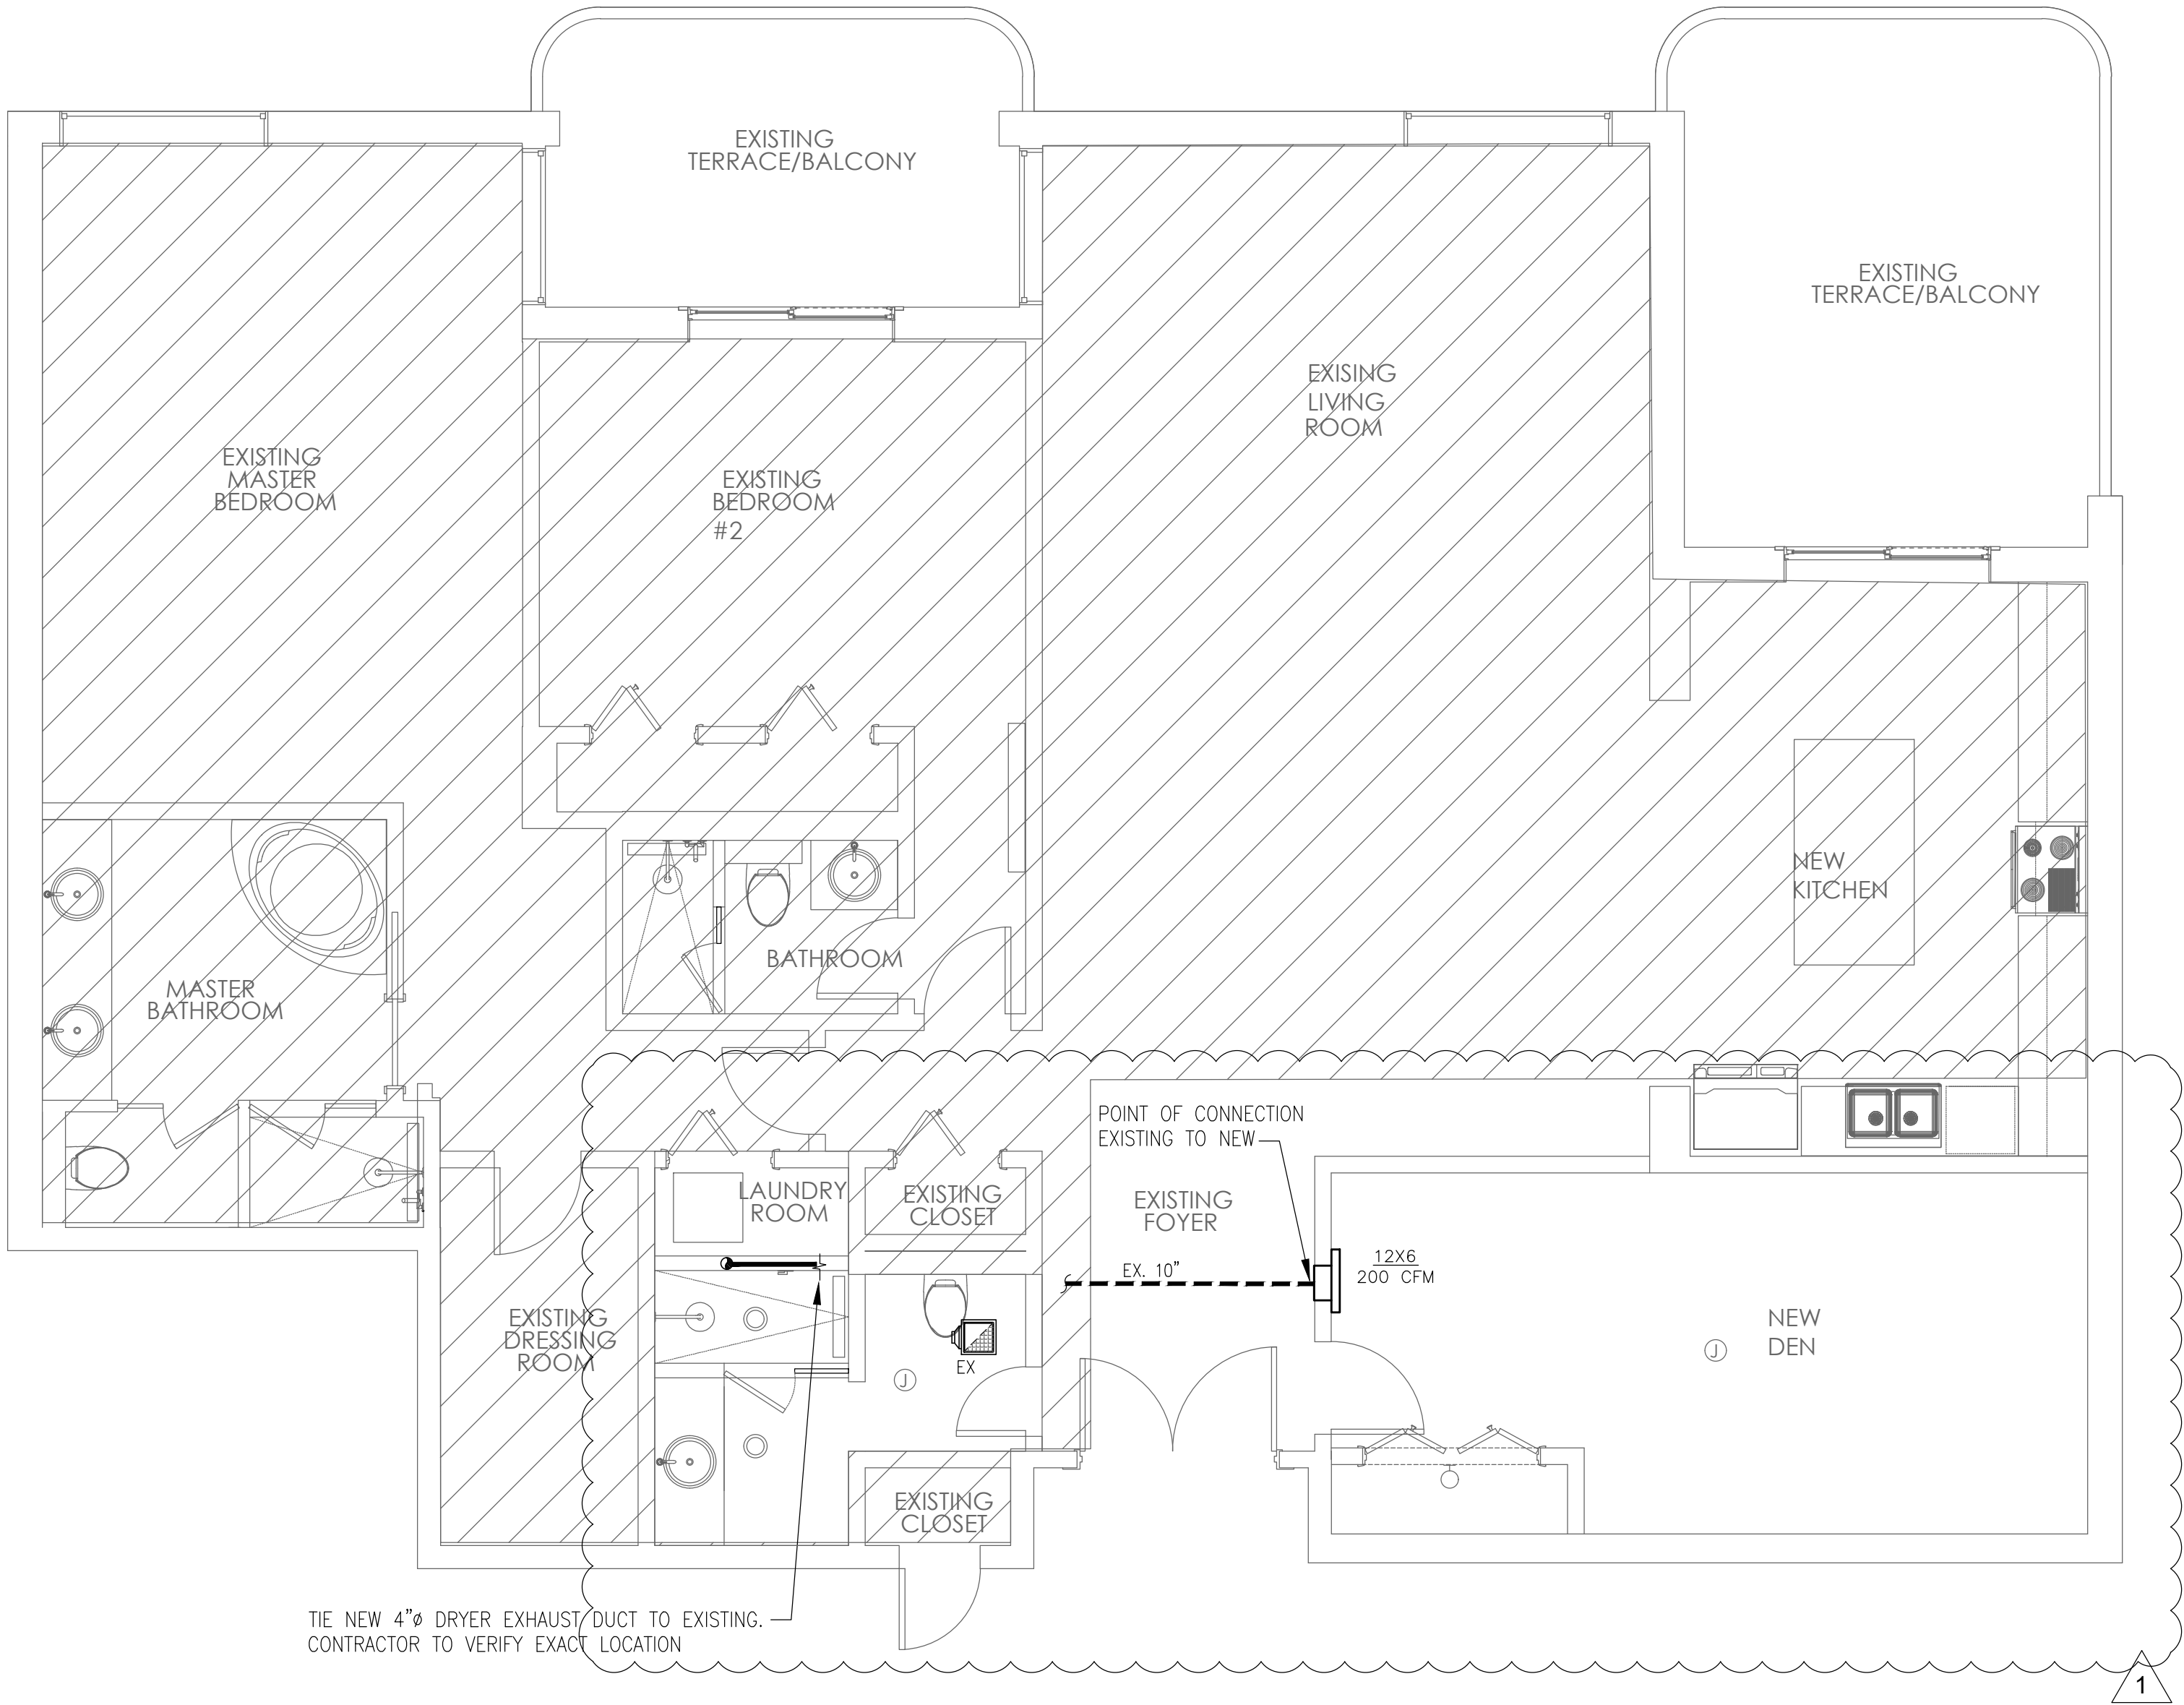 EXISTING
TERRACE/BALCONY
EXISTING
TERRACE/BALCONY
EXISING
LIVING
ROOM
EXISTING
MASTER
BEDROOM
EXISTING
BEDROOM
#2
NEW
KITCHEN
BATHROOM
MASTER
BATHROOM
POINT OF CONNECTION
EXISTING TO NEW
LAUNDRY
ROOM
EXISTING
CLOSET
EXISTING
FOYER
12X6
200 CFM
EX. 10"
EXISTING
DRESSING
ROOM
EX
J
J
NEW
DEN
EXISTING
CLOSET
TIE NEW 4"ø DRYER EXHAUST DUCT TO EXISTING.
CONTRACTOR TO VERIFY EXACT LOCATION
1